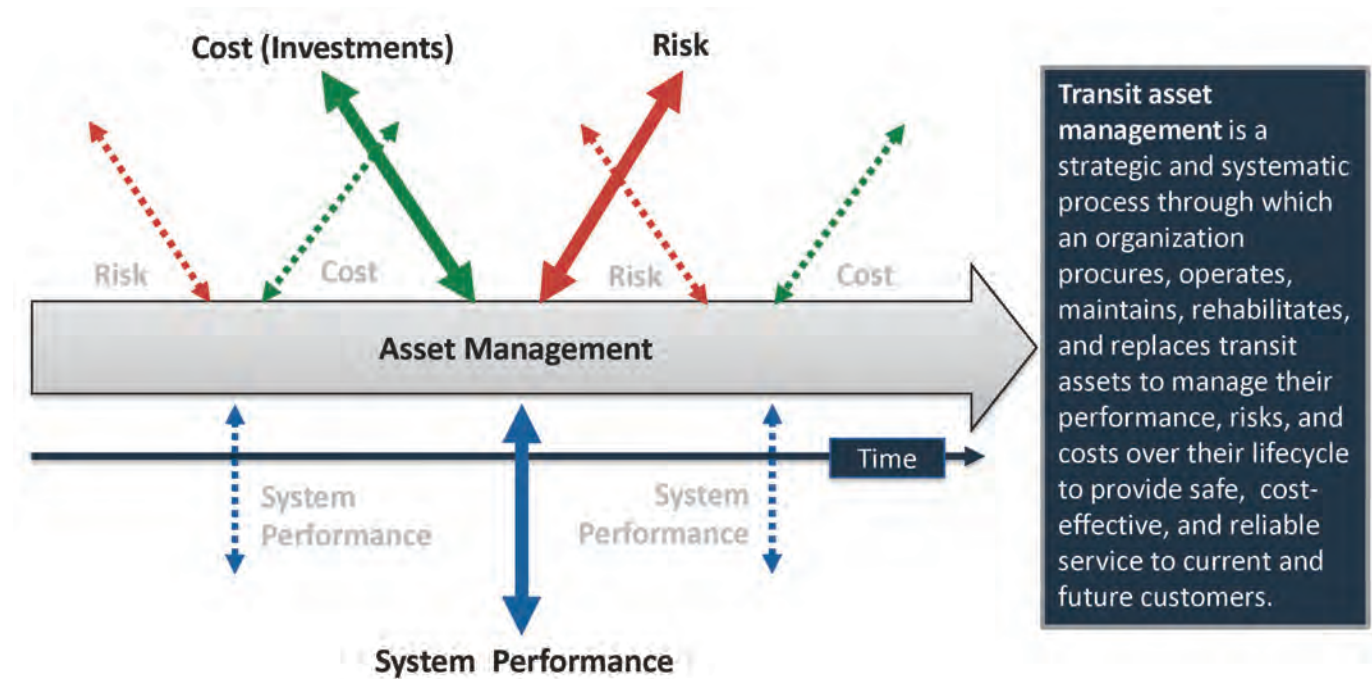 Cost (Investments)
Risk
Risk
Cost
Risk
Cost
Asset Management
Time
System
Performance
System
Performance
System Performance
Transit asset
management is a
strategic and systematic
process through which
an organization
procures, operates,
maintains, rehabilitates,
and replaces transit
assets to manage their
performance, risks, and
costs over their lifecycle
to provide safe, cost-
effective, and reliable
service to current and
future customers.